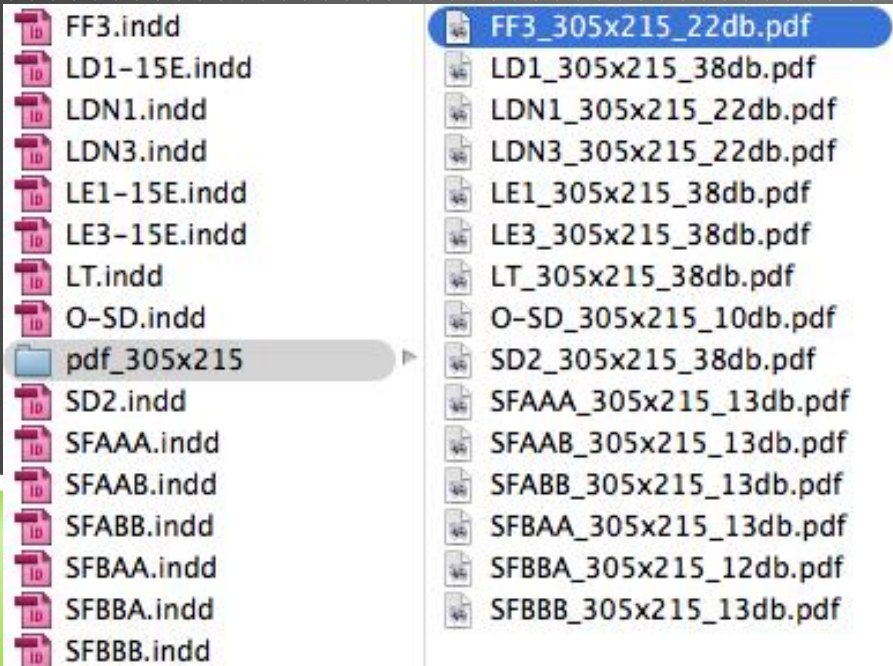 FF3.indd
LD1-15E.indd
LDN1.indd
LDN3.indd
LE1-15E.indd
LE3-15E.indd
LT.indd
O-SD.indd
pdf_305x215
SD2.indd
SFAAA.indd
SFAAB.indd
SFABB.indd
SFBAA.indd
SFBBA.indd
SFBBB.indd
FF3_305x215_22db.pdf
LD1_305x215_38db.pdf
LDN1_305x215_22db.pdf
LDN3_305x215_22db.pdf
LE1_305x215_38db.pdf
LE3_305x215_38db.pdf
LT_305x215_38db.pdf
O-SD_305x215_10db.pdf
SD2_305x215_38db.pdf
SFAAA_305x215_13db.pdf
SFAAB_305x215_13db.pdf
SFABB_305x215_13db.pdf
SFBAA_305x215_13db.pdf
SFBBA_305x215_12db.pdf
SFBBB_305x215_13db.pdf